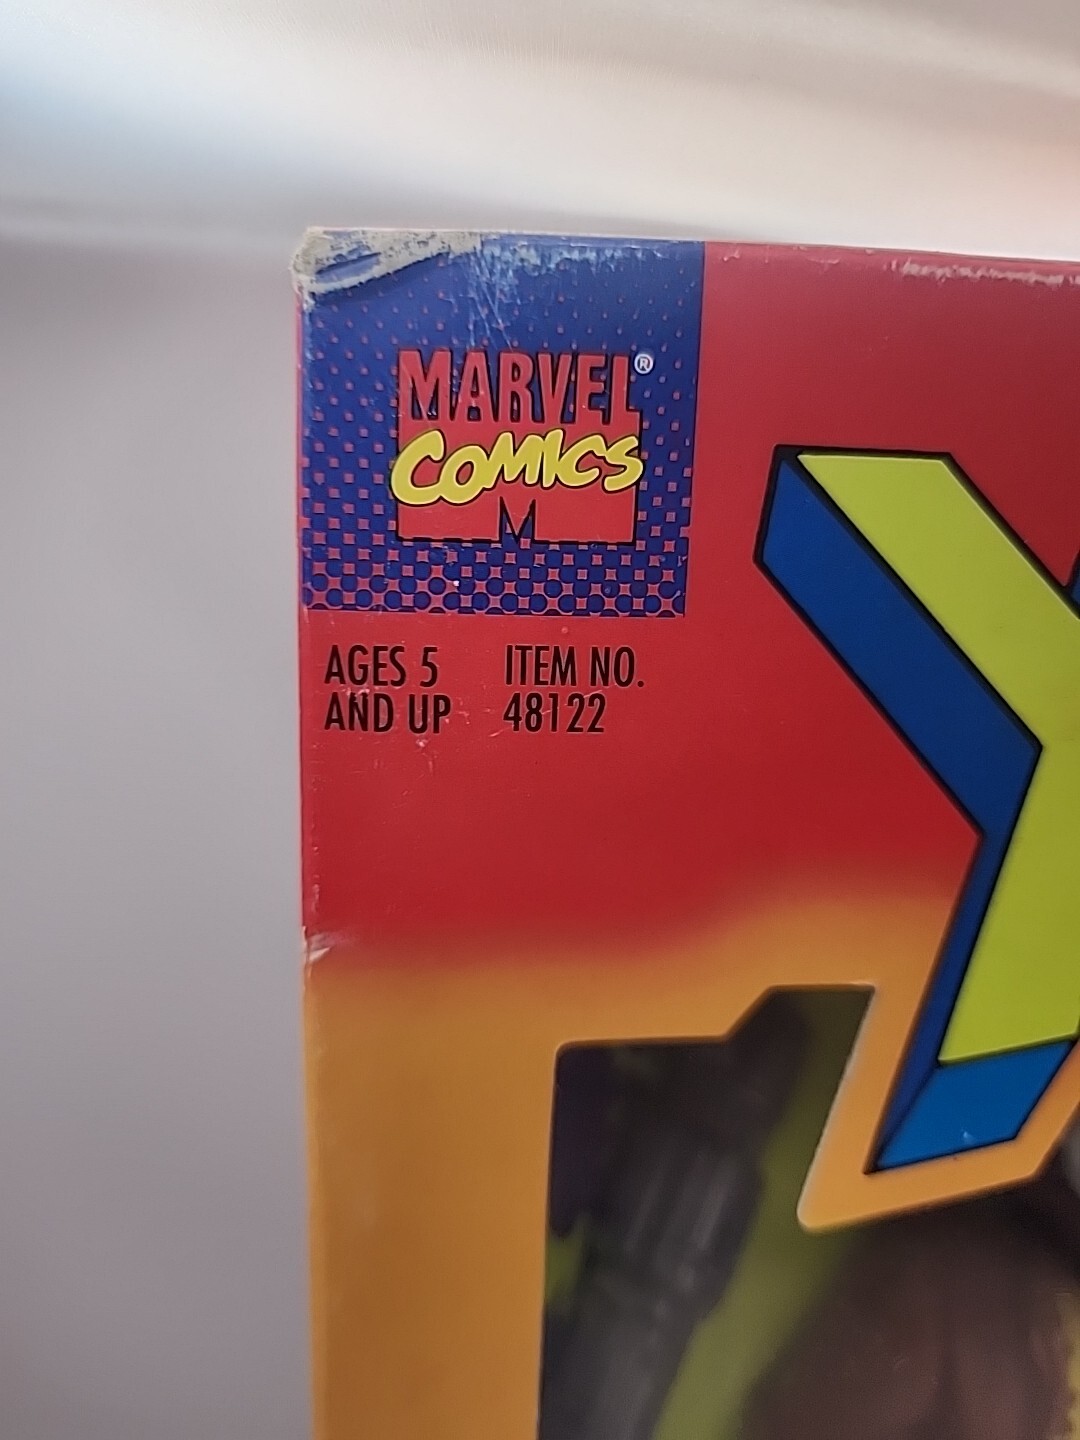 MARVEL®
COMICS
M
AGES 5
AND UP
ITEM NO.
48122